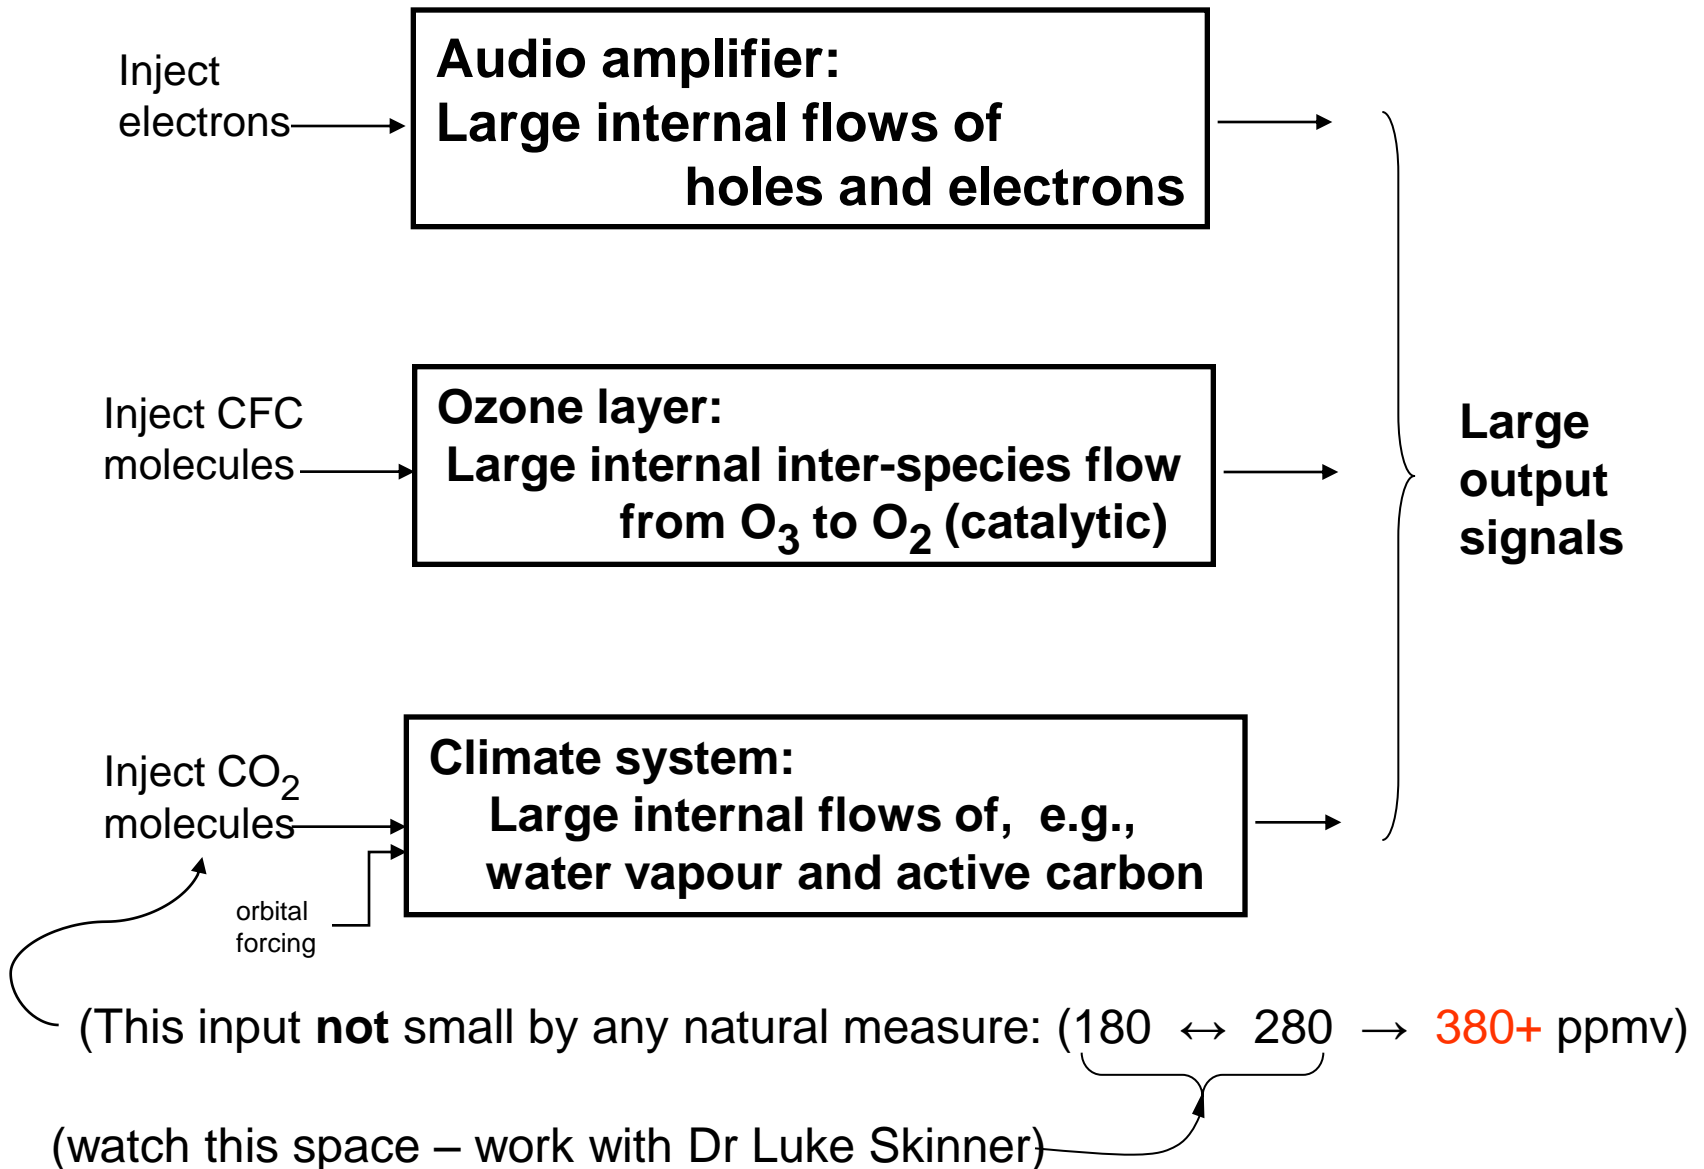 Inject
electrons
Audio amplifier:
Large internal flows of
holes and electrons
Inject CFC
molecules
Ozone layer:
Large internal inter-species flow
from O₃ to O₂ (catalytic)
Large
output
signals
Inject CO₂
molecules
Climate system:
Large internal flows of, e.g.,
water vapour and active carbon
orbital
forcing
(This input not small by any natural measure: (180 ↔ 280 → 380+ ppmv)
(watch this space – work with Dr Luke Skinner)